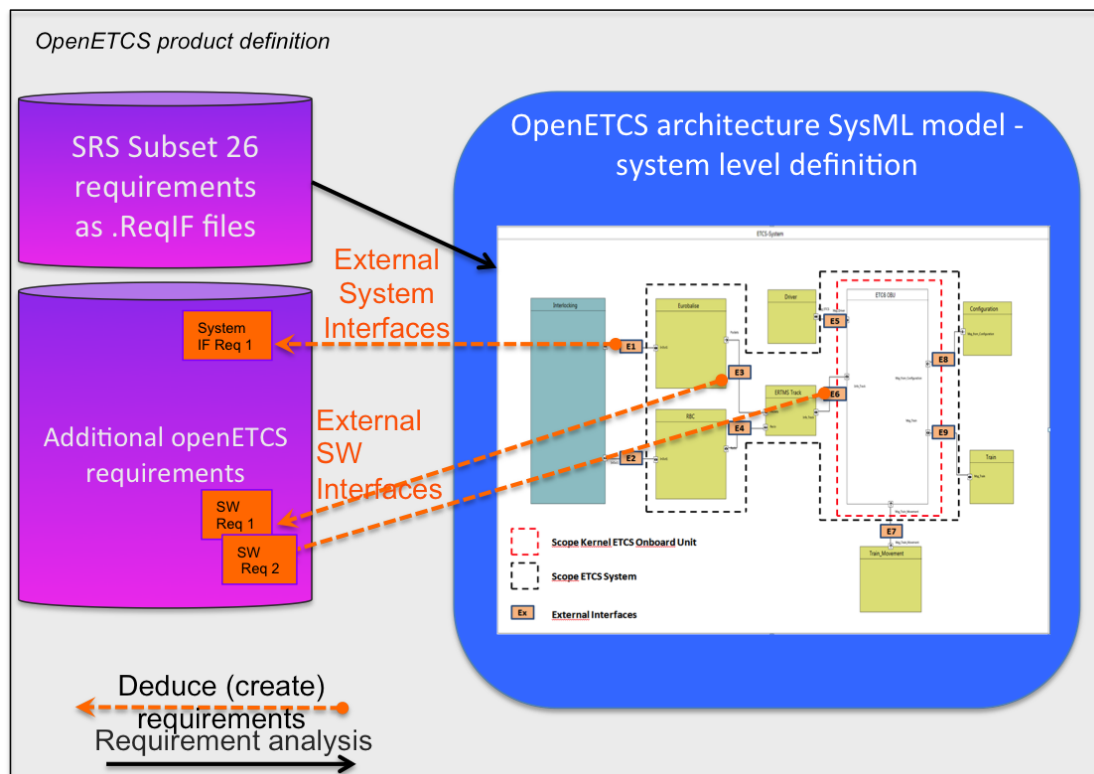 OpenETCS product definition
SRS Subset 26
requirements
as .ReqIF files
OpenETCS architecture SysML model -
system level definition
External
System
Interfaces
System
IF Req 1
External
SW
Interfaces
Additional openETCS
requirements
SW
Req 1
SW
Req 2
ETCS-System
Interlocking
Eurobalise
Driver
ETCS OBU
Configuration
E5
E1
E3
E8
E6
ERTMS Track
RBC
E4
E9
E2
Train
E7
Train_Movement
Scope Kernel ETCS Onboard Unit
Scope ETCS System
Ex
External Interfaces
Deduce (create)
requirements
Requirement analysis